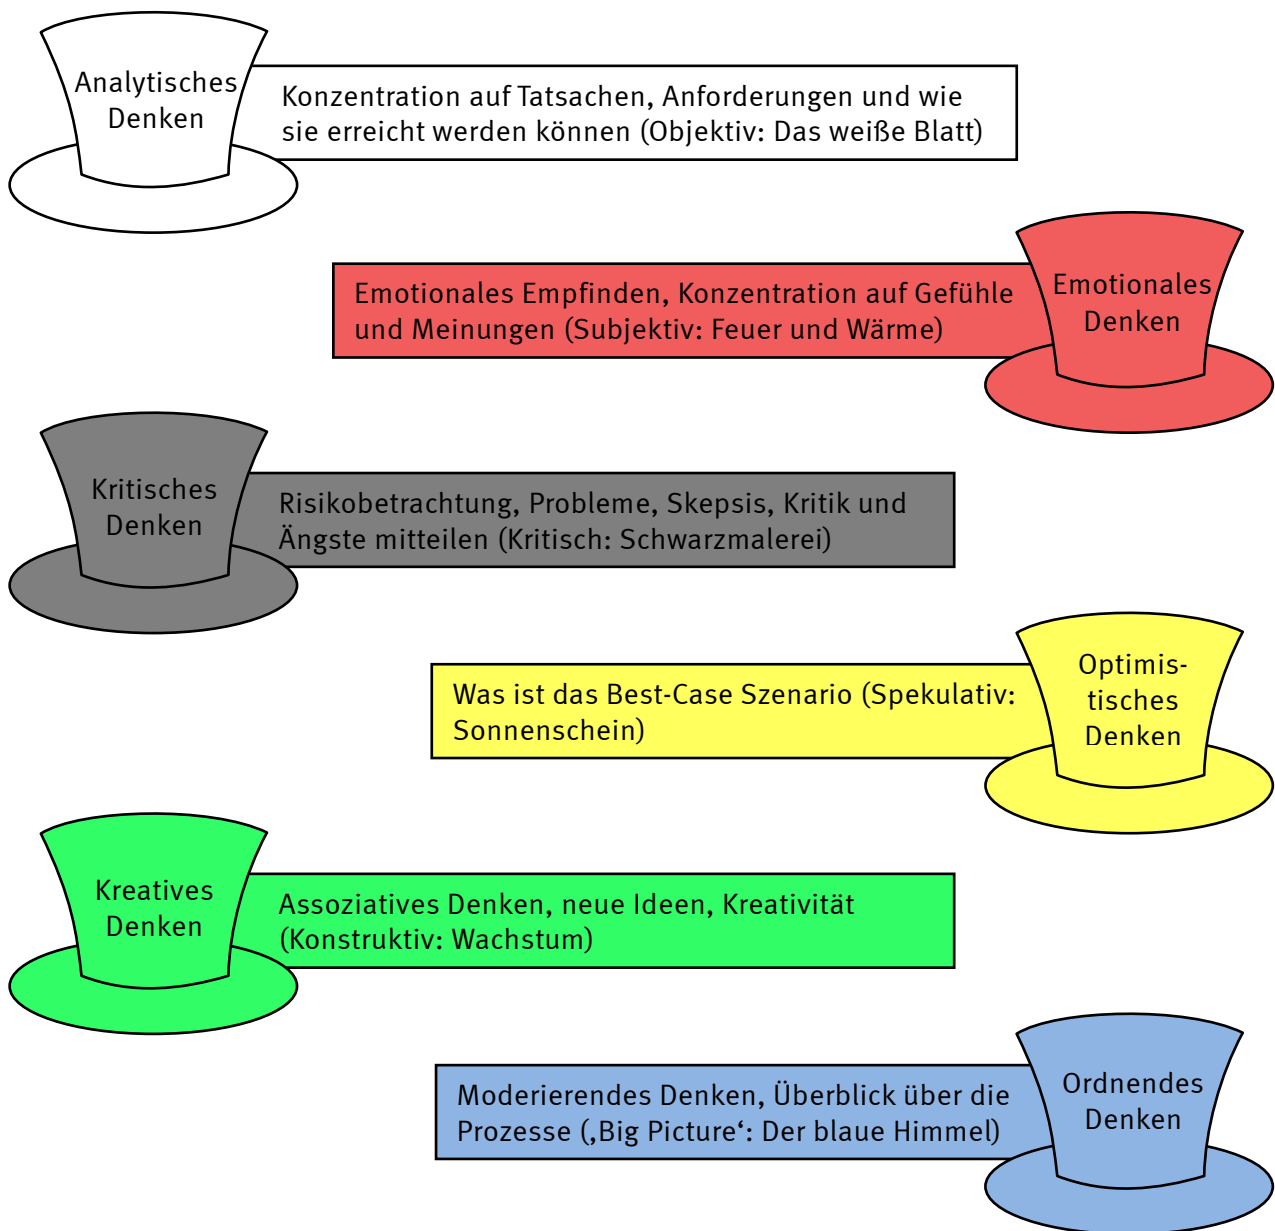 Analytisches
Denken
Konzentration auf Tatsachen, Anforderungen und wie
sie erreicht werden können (Objektiv: Das weiße Blatt)
Emotionales Empfinden, Konzentration auf Gefühle
und Meinungen (Subjektiv: Feuer und Wärme)
Emotionales
Denken
Kritisches
Denken
Risikobetrachtung, Probleme, Skepsis, Kritik und
Ängste mitteilen (Kritisch: Schwarzmalerei)
Was ist das Best-Case Szenario (Spekulativ:
Sonnenschein)
Optimis-
tisches
Denken
Kreatives
Denken
Assoziatives Denken, neue Ideen, Kreativität
(Konstruktiv: Wachstum)
Moderierendes Denken, Überblick über die
Prozesse (‚Big Picture‘: Der blaue Himmel)
Ordnendes
Denken